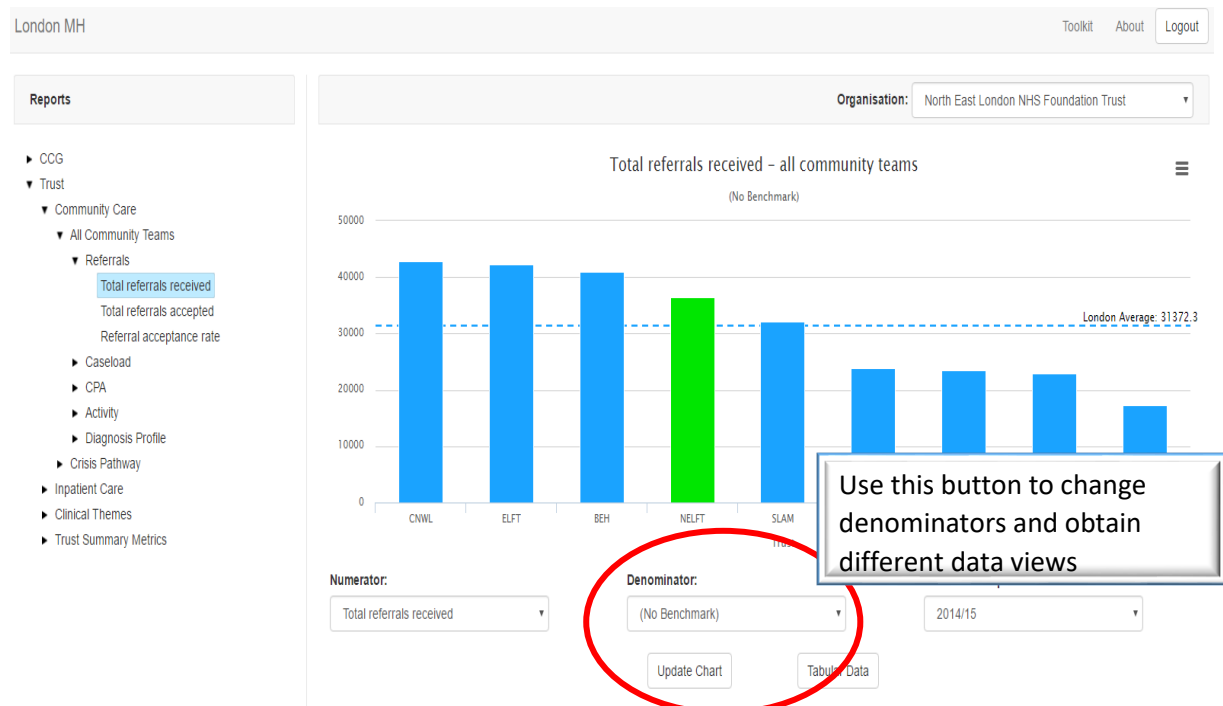 London MH
Toolkit About Logout
Reports
Organisation: North East London NHS Foundation Trust
CCG
Trust
Community Care
All Community Teams
Referrals
Total referrals received
Total referrals accepted
Referral acceptance rate
Caseload
CPA
Activity
Diagnosis Profile
Crisis Pathway
Inpatient Care
Clinical Themes
Trust Summary Metrics
Total referrals received - all community teams
(No Benchmark)
50000
40000
30000
20000
10000
0
London Average: 31372.3
CNWL ELFT BEH NELFT SLAM
Use this button to change
denominators and obtain
different data views
Numerator: Denominator:
Total referrals received (No Benchmark) 2014/15
Update Chart Tabular Data